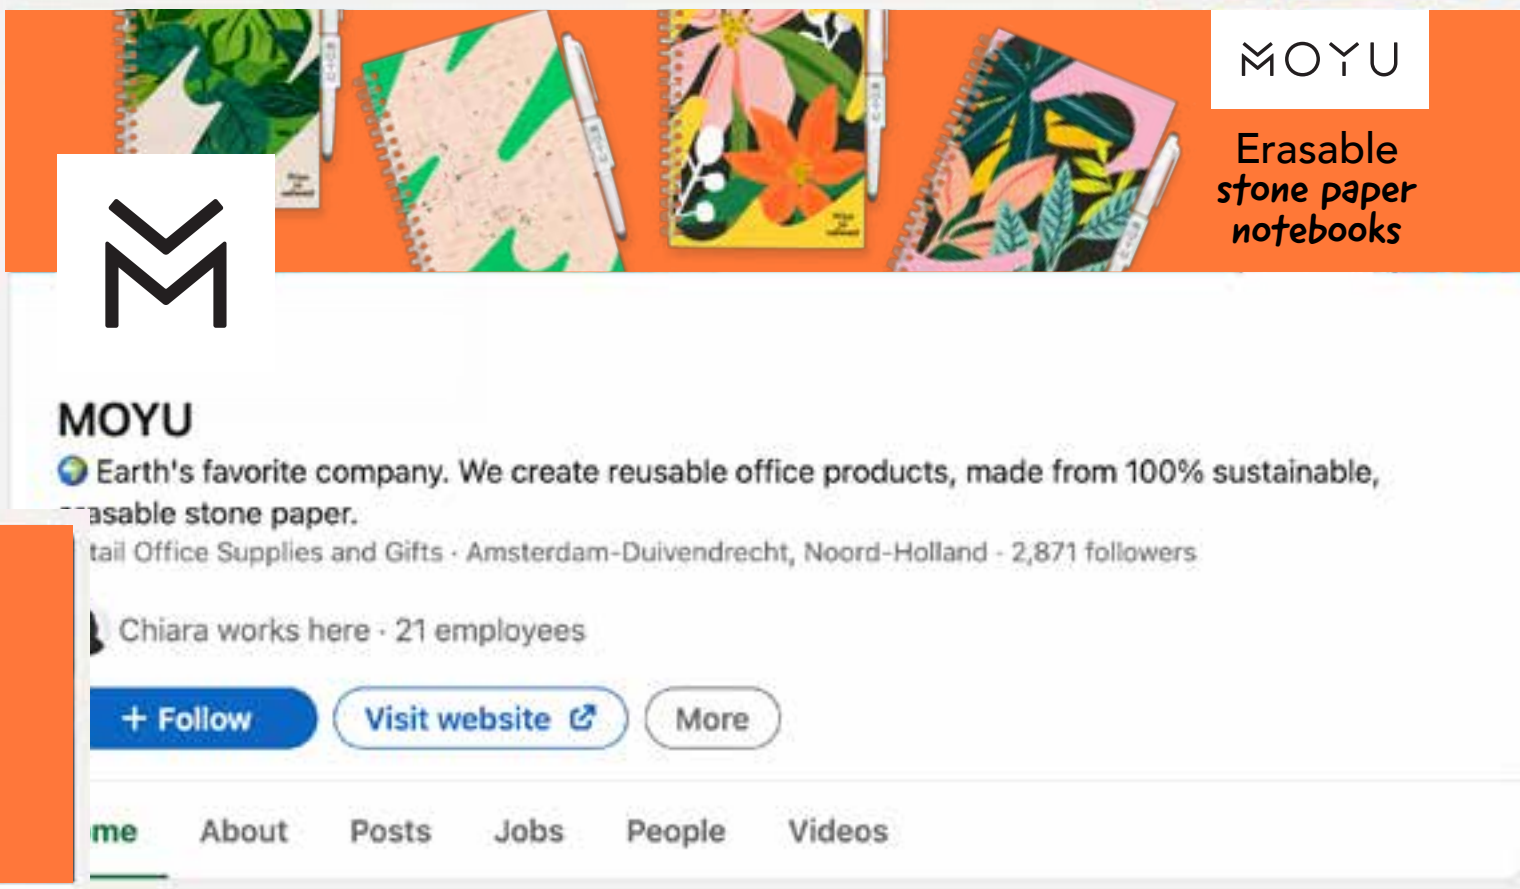 MOYU
Erasable
stone paper
notebooks
MOYU
Earth's favorite company. We create reusable office products, made from 100% sustainable,
asable stone paper.
tail Office Supplies and Gifts · Amsterdam-Duivendrecht, Noord-Holland · 2,871 followers
Chiara works here · 21 employees
+ Follow
Visit website
More
me
About
Posts
Jobs
People
Videos